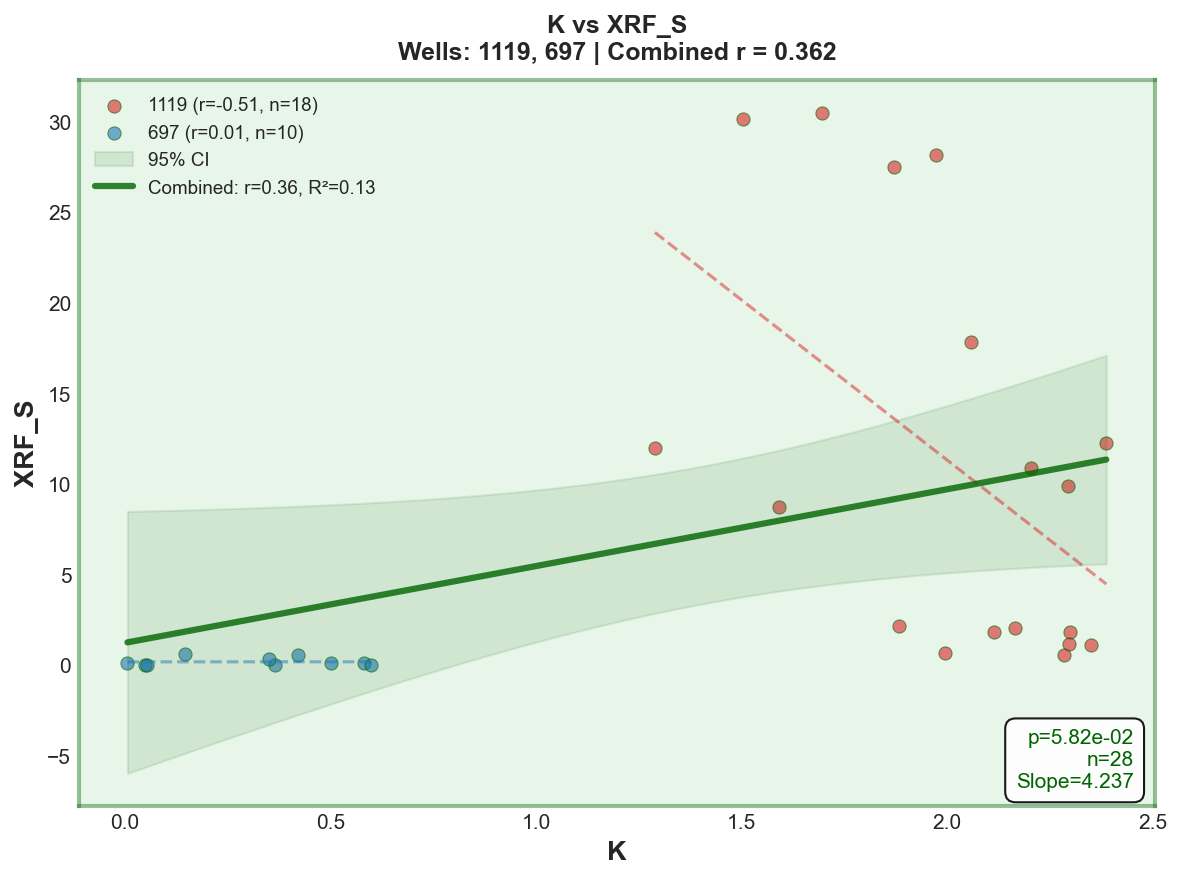 K vs XRF_S
Wells: 1119, 697 | Combined r = 0.362
1119 (r=-0.51, n=18)
697 (r=0.01, n=10)
95% CI
Combined: r=0.36, R²=0.13
XRF_S
30
25
20
15
10
5
0
−5
p=5.82e-02
n=28
Slope=4.237
0.0 0.5 1.0 1.5 2.0 2.5
K